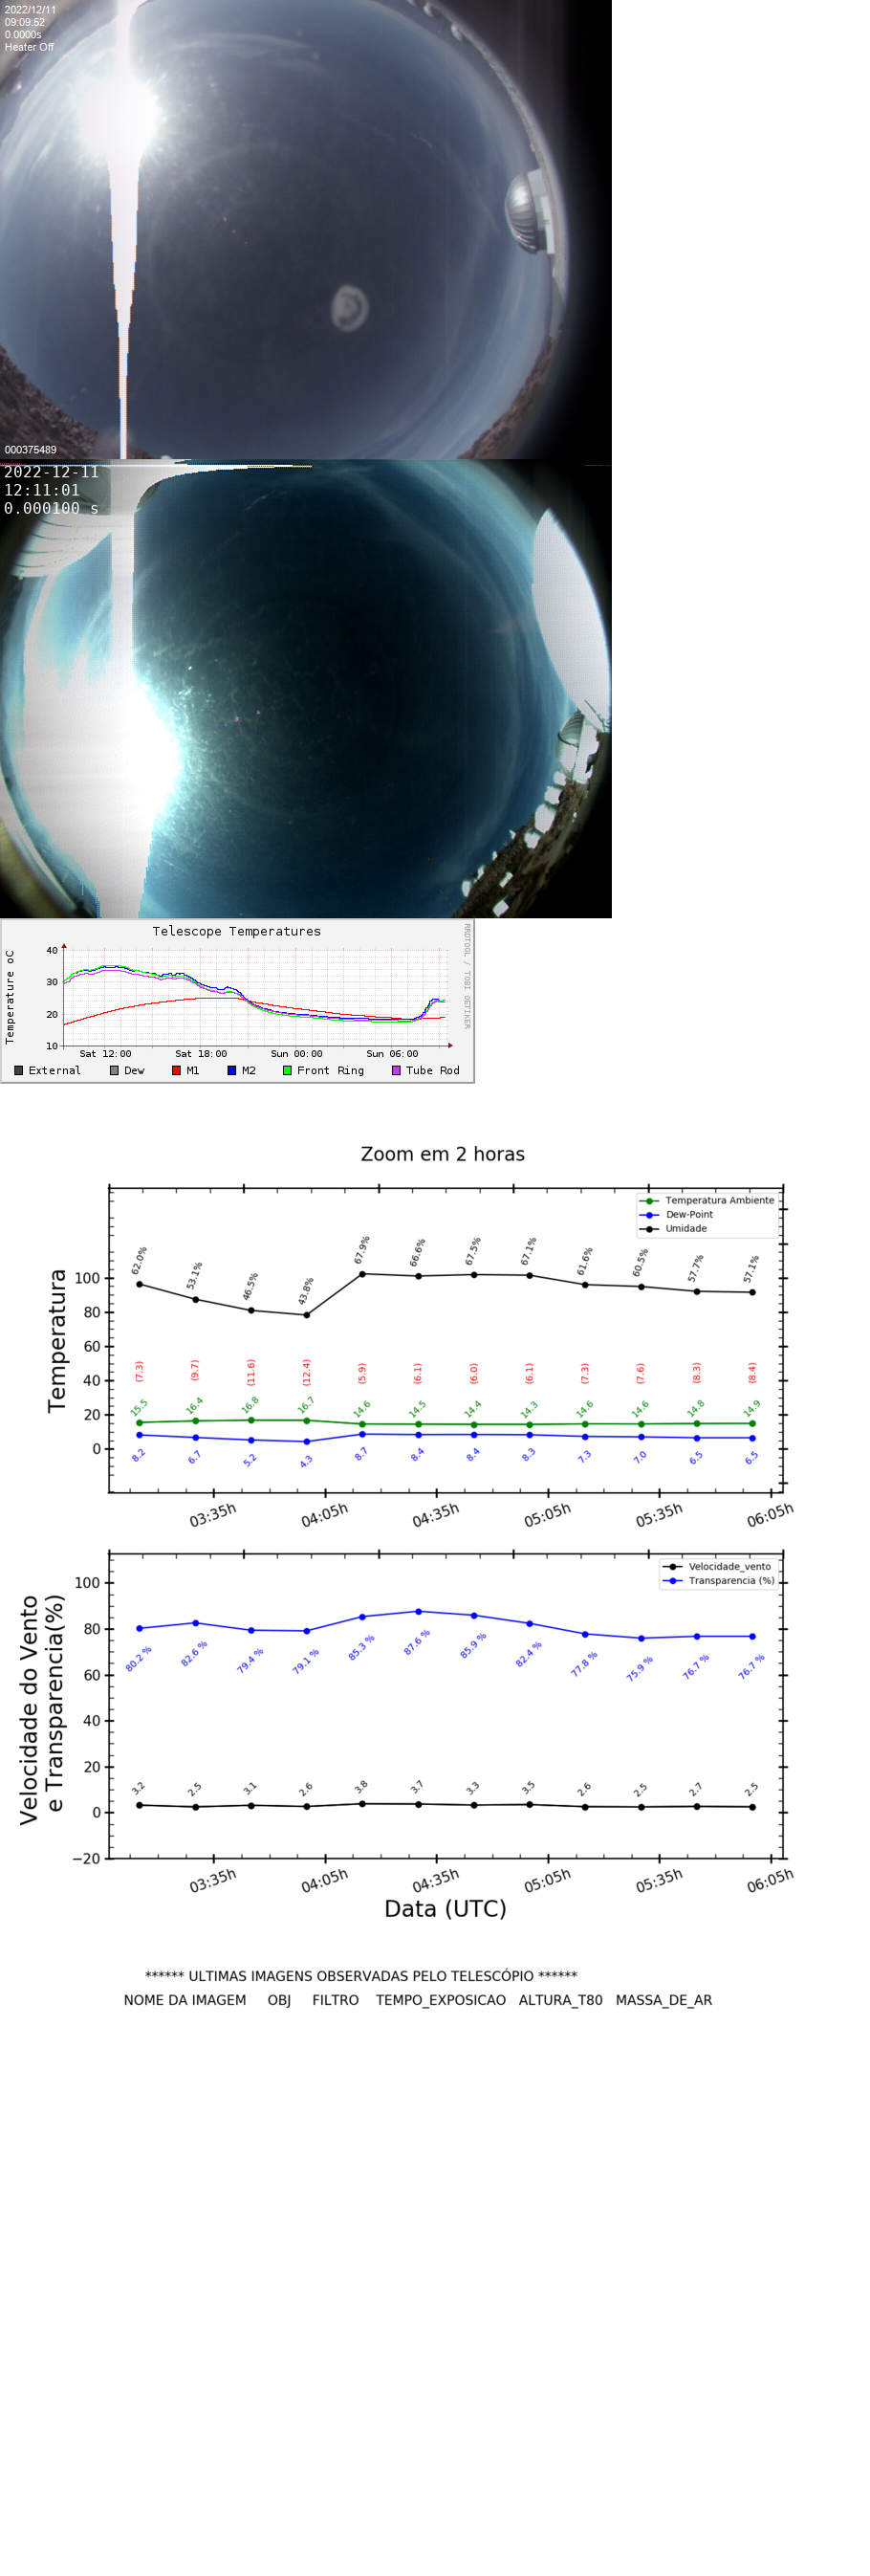 2022/12/11
09:09:52
0.0000s
Heater Off
000375489
2022-12-11
12:11:01
0.000100 s
Telescope Temperatures
RRDTOOL / TOBI OETIKER
Temperature oC
40
30
20
10
Sat 12:00 Sat 18:00 Sun 00:00 Sun 06:00
External Dew M1 M2 Front Ring Tube Rod
Zoom em 2 horas
Temperatura Ambiente
Dew-Point
Umidade
Temperatura
100
80
60
40
20
0
62.0% 53.1% 46.5% 43.8% 67.9% 66.6% 67.5% 67.1% 61.6% 60.5% 57.7% 57.1%
(7.3) (9.7) (11.6) (12.4) (5.9) (6.1) (6.0) (6.1) (7.3) (7.6) (8.3) (8.4)
15.5 16.4 16.8 16.7 14.6 14.5 14.4 14.3 14.6 14.6 14.8 14.9
8.2 6.7 5.2 4.3 8.7 8.4 8.4 8.3 7.3 7.0 6.5 6.5
03:35h 04:05h 04:35h 05:05h 05:35h 06:05h
Velocidade_vento
Transparencia (%)
Velocidade do Vento
e Transparencia(%)
100
80
60
40
20
0
−20
80.2 % 82.6 % 79.4 % 79.1 % 85.3 % 87.6 % 85.9 % 82.4 % 77.8 % 75.9 % 76.7 % 76.7 %
3.2 2.5 3.1 2.6 3.8 3.7 3.3 3.5 2.6 2.5 2.7 2.5
03:35h 04:05h 04:35h 05:05h 05:35h 06:05h
Data (UTC)
****** ULTIMAS IMAGENS OBSERVADAS PELO TELESCÓPIO ******
NOME DA IMAGEM OBJ FILTRO TEMPO_EXPOSICAO ALTURA_T80 MASSA_DE_AR